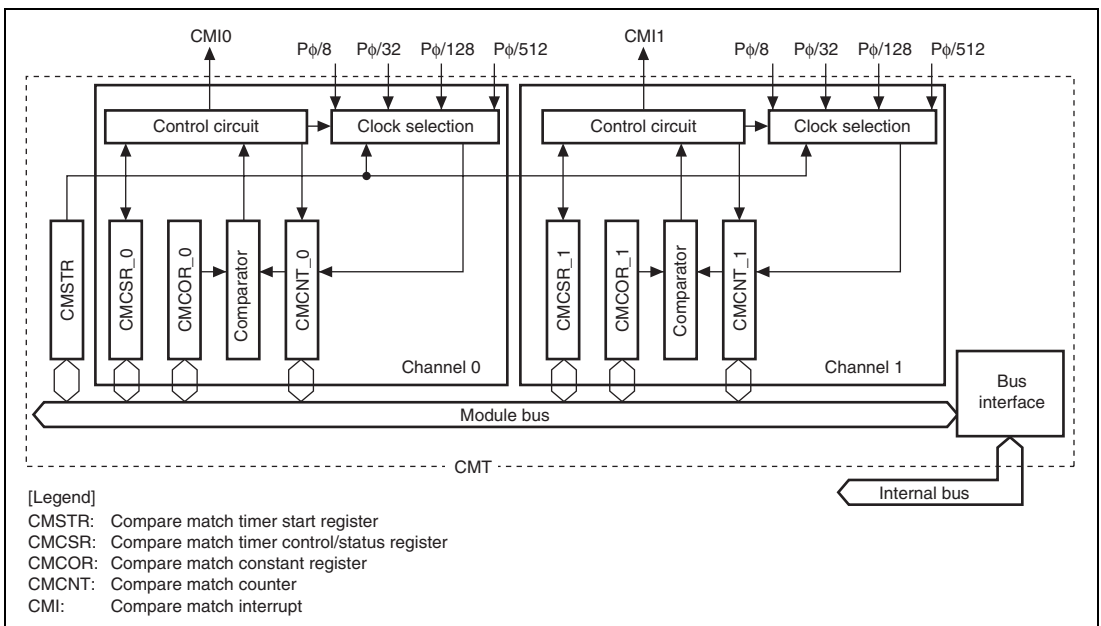 CMI0 Pϕ/8 Pϕ/32 Pϕ/128 Pϕ/512 CMI1 Pϕ/8 Pϕ/32 Pϕ/128 Pϕ/512
Control circuit Clock selection Control circuit Clock selection
CMSTR
CMCSR_0
CMCOR_0
Comparator
CMCNT_0
CMCSR_1
CMCOR_1
Comparator
CMCNT_1
Channel 0 Channel 1
Bus
interface
Module bus
CMT
Internal bus
[Legend]
CMSTR: Compare match timer start register
CMCSR: Compare match timer control/status register
CMCOR: Compare match constant register
CMCNT: Compare match counter
CMI: Compare match interrupt